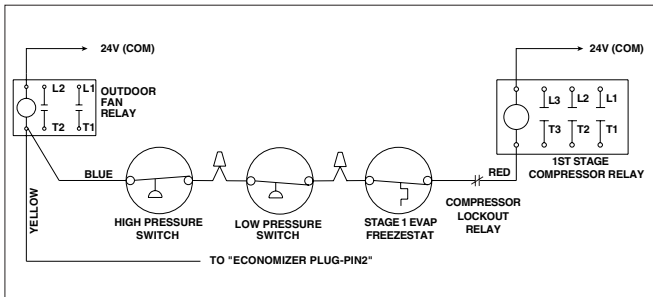 24V (COM)
L2 L1
T2 T1
OUTDOOR
FAN
RELAY
24V (COM)
L3 L2 L1
T3 T2 T1
1ST STAGE
COMPRESSOR RELAY
BLUE
RED
YELLOW
HIGH PRESSURE
SWITCH
LOW PRESSURE
SWITCH
STAGE 1 EVAP
FREEZESTAT
COMPRESSOR
LOCKOUT
RELAY
TO "ECONOMIZER PLUG-PIN2"